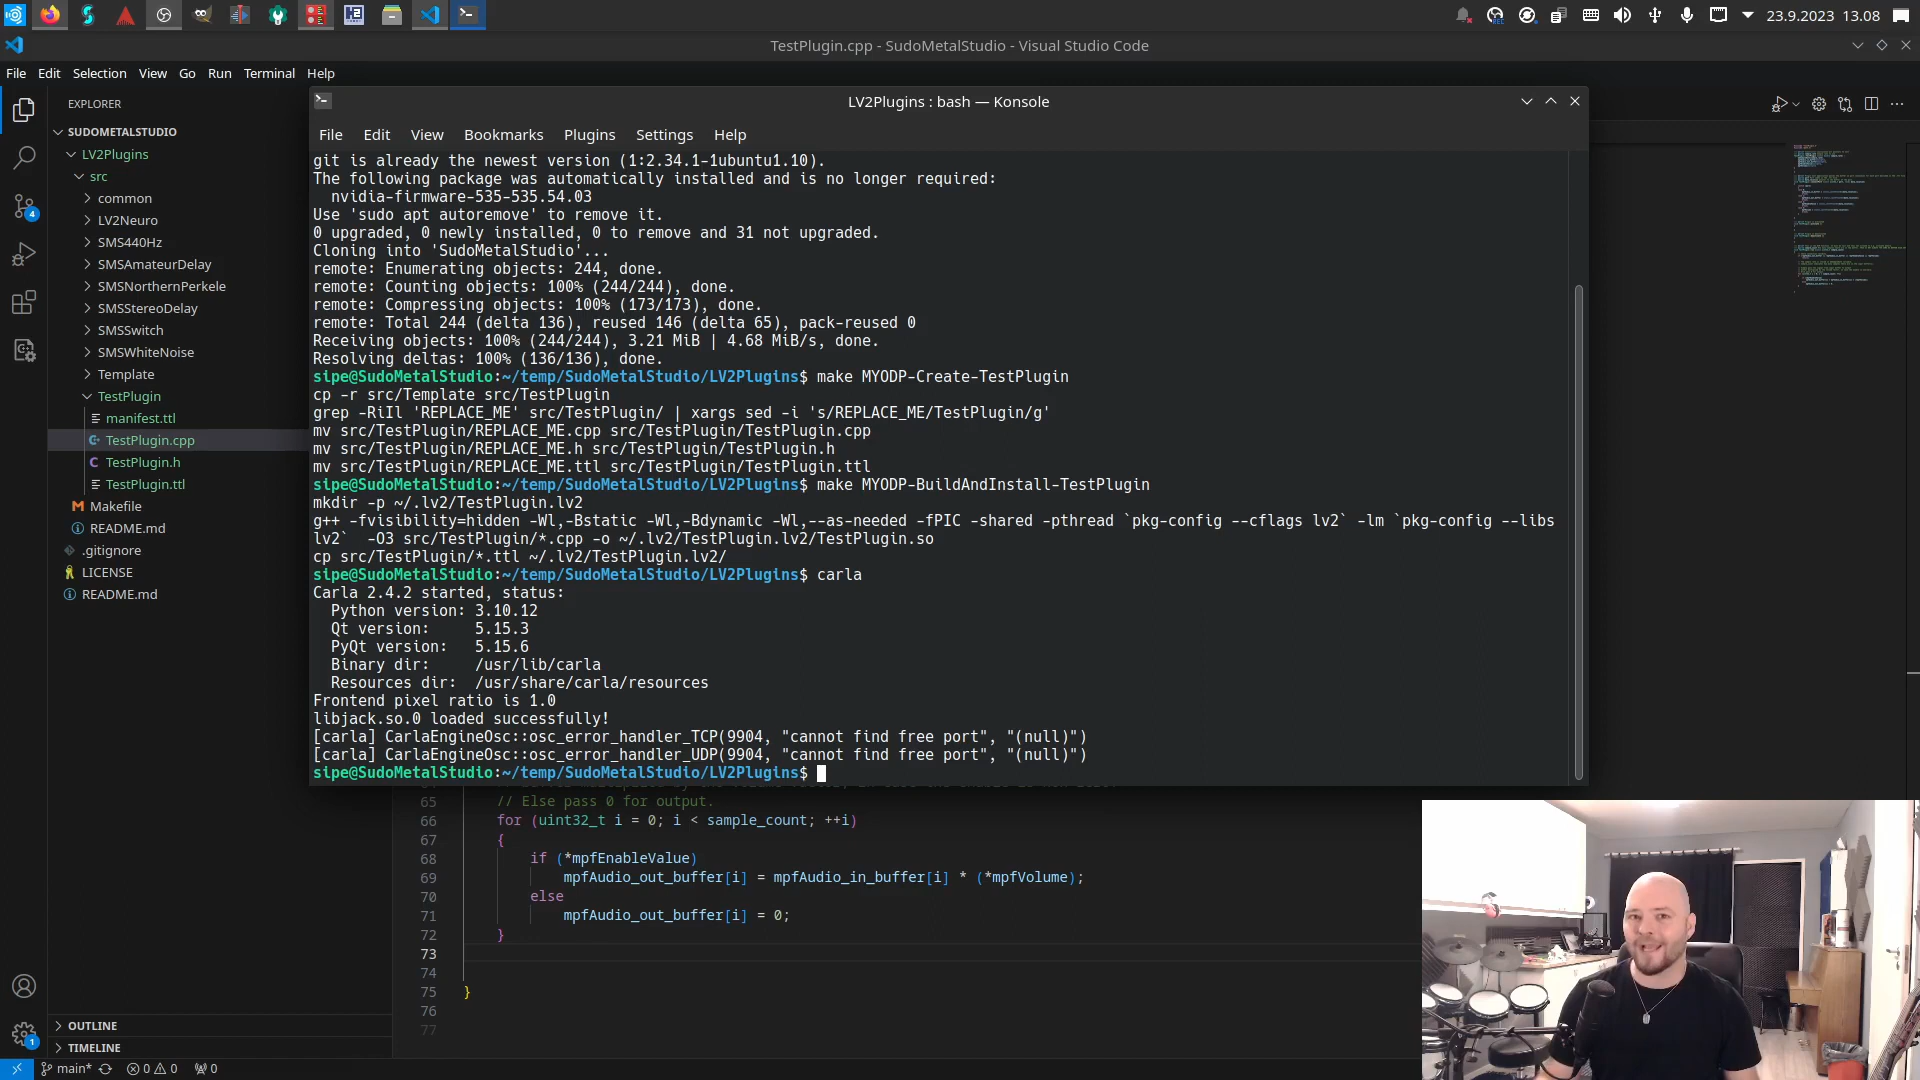 23.9.2023 13.08
TestPlugin.cpp - SudoMetalStudio - Visual Studio Code
File Edit Selection View Go Run Terminal Help
EXPLORER
SUDOMETALSTUDIO
LV2Plugins
src
common
LV2Neuro
SMS440Hz
SMSAmateurDelay
SMSNorthernPerkele
SMSStereoDelay
SMSSwitch
SMSWhiteNoise
Template
TestPlugin
manifest.ttl
TestPlugin.cpp
TestPlugin.h
TestPlugin.ttl
Makefile
README.md
.gitignore
LICENSE
README.md
OUTLINE
TIMELINE
4
1
main*
0
0
0
LV2Plugins : bash — Konsole
File Edit View Bookmarks Plugins Settings Help
git is already the newest version (1:2.34.1-1ubuntu1.10).
The following package was automatically installed and is no longer required:
nvidia-firmware-535-535.54.03
Use 'sudo apt autoremove' to remove it.
0 upgraded, 0 newly installed, 0 to remove and 31 not upgraded.
Cloning into 'SudoMetalStudio'...
remote: Enumerating objects: 244, done.
remote: Counting objects: 100% (244/244), done.
remote: Compressing objects: 100% (173/173), done.
remote: Total 244 (delta 136), reused 146 (delta 65), pack-reused 0
Receiving objects: 100% (244/244), 3.21 MiB | 4.68 MiB/s, done.
Resolving deltas: 100% (136/136), done.
sipe@SudoMetalStudio:~/temp/SudoMetalStudio/LV2Plugins$ make MYODP-Create-TestPlugin
cp -r src/Template src/TestPlugin
grep -RiIl 'REPLACE_ME' src/TestPlugin/ | xargs sed -i 's/REPLACE_ME/TestPlugin/g'
mv src/TestPlugin/REPLACE_ME.cpp src/TestPlugin/TestPlugin.cpp
mv src/TestPlugin/REPLACE_ME.h src/TestPlugin/TestPlugin.h
mv src/TestPlugin/REPLACE_ME.ttl src/TestPlugin/TestPlugin.ttl
sipe@SudoMetalStudio:~/temp/SudoMetalStudio/LV2Plugins$ make MYODP-BuildAndInstall-TestPlugin
mkdir -p ~/.lv2/TestPlugin.lv2
g++ -fvisibility=hidden -Wl,-Bstatic -Wl,-Bdynamic -Wl,--as-needed -fPIC -shared -pthread `pkg-config --cflags lv2` -lm `pkg-config --libs
lv2` -O3 src/TestPlugin/*.cpp -o ~/.lv2/TestPlugin.lv2/TestPlugin.so
cp src/TestPlugin/*.ttl ~/.lv2/TestPlugin.lv2/
sipe@SudoMetalStudio:~/temp/SudoMetalStudio/LV2Plugins$ carla
Carla 2.4.2 started, status:
Python version: 3.10.12
Qt version: 5.15.3
PyQt version: 5.15.6
Binary dir: /usr/lib/carla
Resources dir: /usr/share/carla/resources
Frontend pixel ratio is 1.0
libjack.so.0 loaded successfully!
[carla] CarlaEngineOsc::osc_error_handler_TCP(9904, "cannot find free port", "(null)")
[carla] CarlaEngineOsc::osc_error_handler_UDP(9904, "cannot find free port", "(null)")
sipe@SudoMetalStudio:~/temp/SudoMetalStudio/LV2Plugins$
65 // Else pass 0 for output.
66 for (uint32_t i = 0; i < sample_count; ++i)
67 {
68 if (*mpfEnableValue)
69 mpfAudio_out_buffer[i] = mpfAudio_in_buffer[i] * (*mpfVolume);
70 else
71 mpfAudio_out_buffer[i] = 0;
72 }
73
74
75 }
76
77